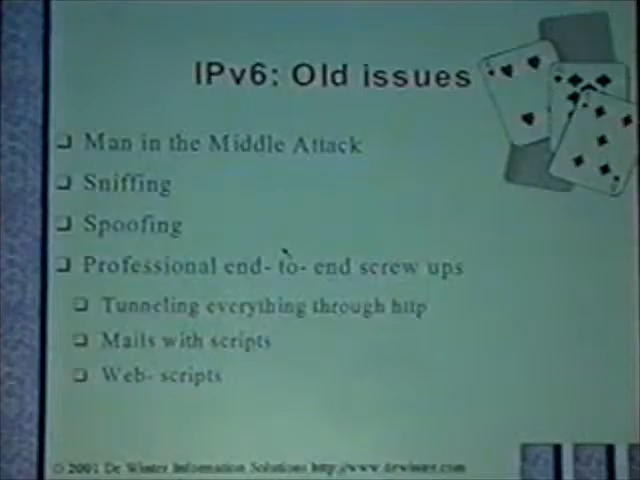 IPv6: Old issues
Man in the Middle Attack
Sniffing
Spoofing
Professional end- to- end screw ups
Tunneling everything through http
Mails with scripts
Web- scripts
© 2001 De Winter Information Solutions http://www.dewinter.com